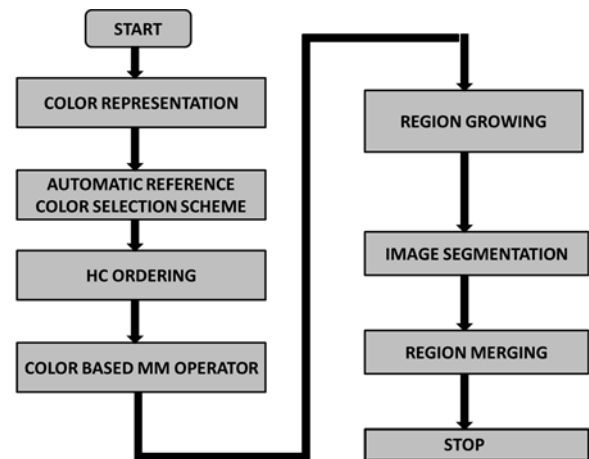 START
COLOR REPRESENTATION
AUTOMATIC REFERENCE
COLOR SELECTION SCHEME
HC ORDERING
COLOR BASED MM OPERATOR
REGION GROWING
IMAGE SEGMENTATION
REGION MERGING
STOP